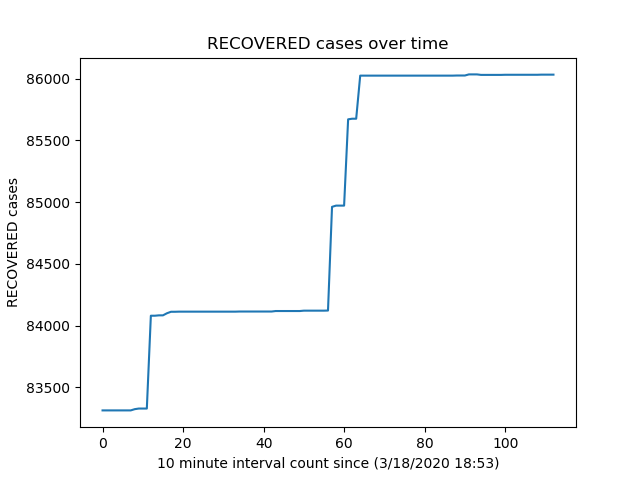 RECOVERED cases over time
86000
85500
85000
84500
84000
83500
RECOVERED cases
0 20 40 60 80 100
10 minute interval count since (3/18/2020 18:53)